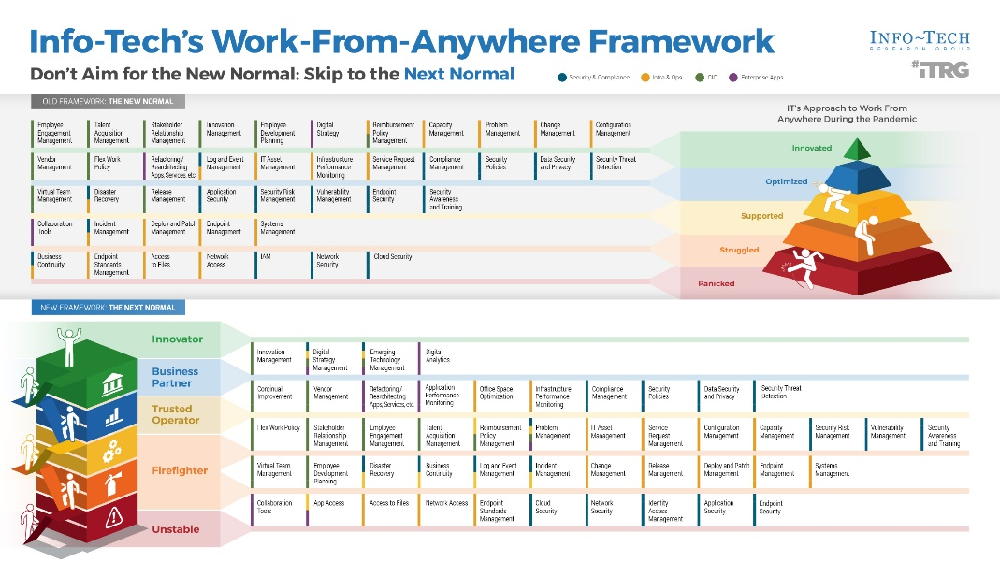 Info-Tech's Work-From-Anywhere Framework
Don't Aim for the New Normal: Skip to the Next Normal
Security & Compliance
Infra & Ops
CIO
Enterprise Apps
INFO~TECH
RESEARCH GROUP
#iTRG
OLD FRAMEWORK: THE NEW NORMAL
IT's Approach to Work From
Anywhere During the Pandemic
Employee
Engagement
Management
Talent
Acquisition
Management
Stakeholder
Relationship
Management
Innovation
Management
Employee
Development
Planning
Digital
Strategy
Reimbursement
Policy
Management
Capacity
Management
Problem
Management
Change
Management
Configuration
Management
Innovated
Vendor
Management
Flex Work
Policy
Refactoring /
Rearchitecting
Apps, Services, etc.
Log and Event
Management
IT Asset
Management
Infrastructure
Performance
Monitoring
Service Request
Management
Compliance
Management
Security
Policies
Data Security
and Privacy
Security Threat
Detection
Optimized
Virtual Team
Management
Disaster
Recovery
Release
Management
Application
Security
Security Risk
Management
Vulnerability
Management
Endpoint
Security
Security
Awareness
and Training
Supported
Collaboration
Tools
Incident
Management
Deploy and Patch
Management
Endpoint
Management
Systems
Management
Struggled
Business
Continuity
Endpoint
Standards
Management
Access
to Files
Network
Access
IAM
Network
Security
Cloud Security
Panicked
NEW FRAMEWORK: THE NEXT NORMAL
Innovator
Innovation
Management
Digital
Strategy
Management
Emerging
Technology
Management
Digital
Analytics
Business
Partner
Continual
Improvement
Vendor
Management
Refactoring /
Rearchitecting
Apps, Services, etc.
Application
Performance
Monitoring
Office Space
Optimization
Infrastructure
Performance
Monitoring
Compliance
Management
Security
Policies
Data Security
and Privacy
Security Threat
Detection
Trusted
Operator
Flex Work Policy
Stakeholder
Relationship
Management
Employee
Engagement
Management
Talent
Acquisition
Management
Reimbursement
Policy
Management
Problem
Management
IT Asset
Management
Service
Request
Management
Configuration
Management
Capacity
Management
Security Risk
Management
Vulnerability
Management
Security
Awareness
and Training
Firefighter
Virtual Team
Management
Employee
Development
Planning
Disaster
Recovery
Business
Continuity
Log and Event
Management
Incident
Management
Change
Management
Release
Management
Deploy and Patch
Management
Endpoint
Management
Systems
Management
Unstable
Collaboration
Tools
App Access
Access to Files
Network Access
Endpoint
Standards
Management
Cloud
Security
Network
Security
Identity
Access
Management
Application
Security
Endpoint
Security